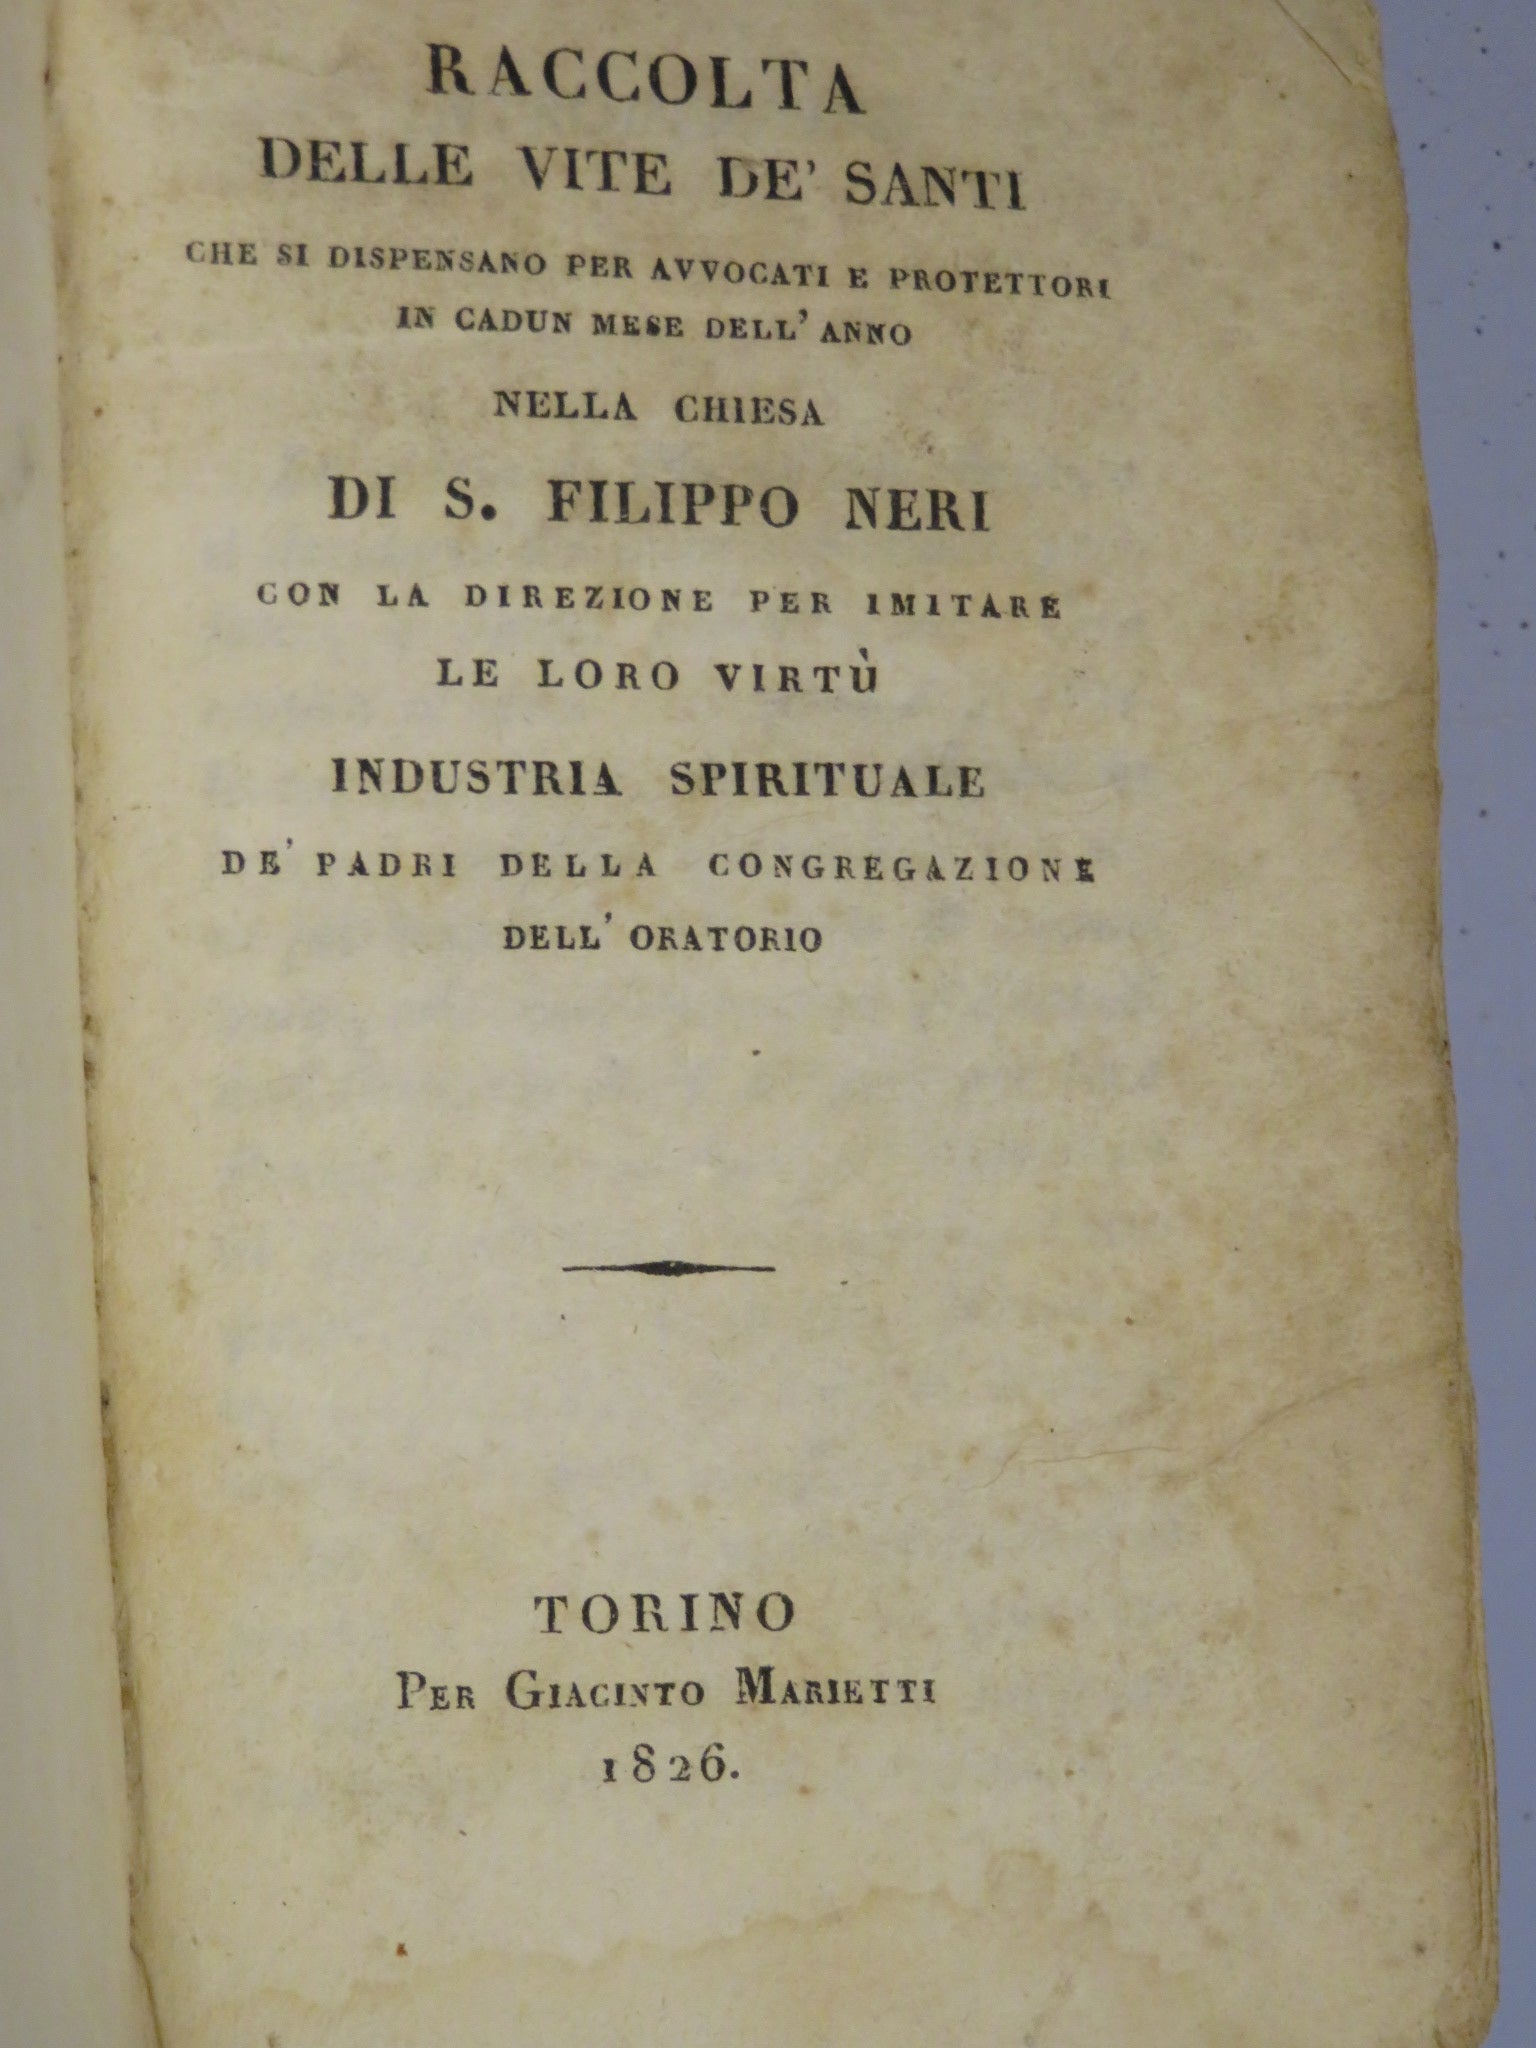 RACCOLTA
DELLE VITE DE' SANTI
CHE SI DISPENSANO PER AVVOCATI E PROTETTORI
IN CADUN MESE DELL' ANNO
NELLA CHIESA
DI S. FILIPPO NERI
CON LA DIREZIONE PER IMITARE
LE LORO VIRTÙ
INDUSTRIA SPIRITUALE
DE' PADRI DELLA CONGREGAZIONE
DELL' ORATORIO
TORINO
PER GIACINTO MARIETTI
1826.